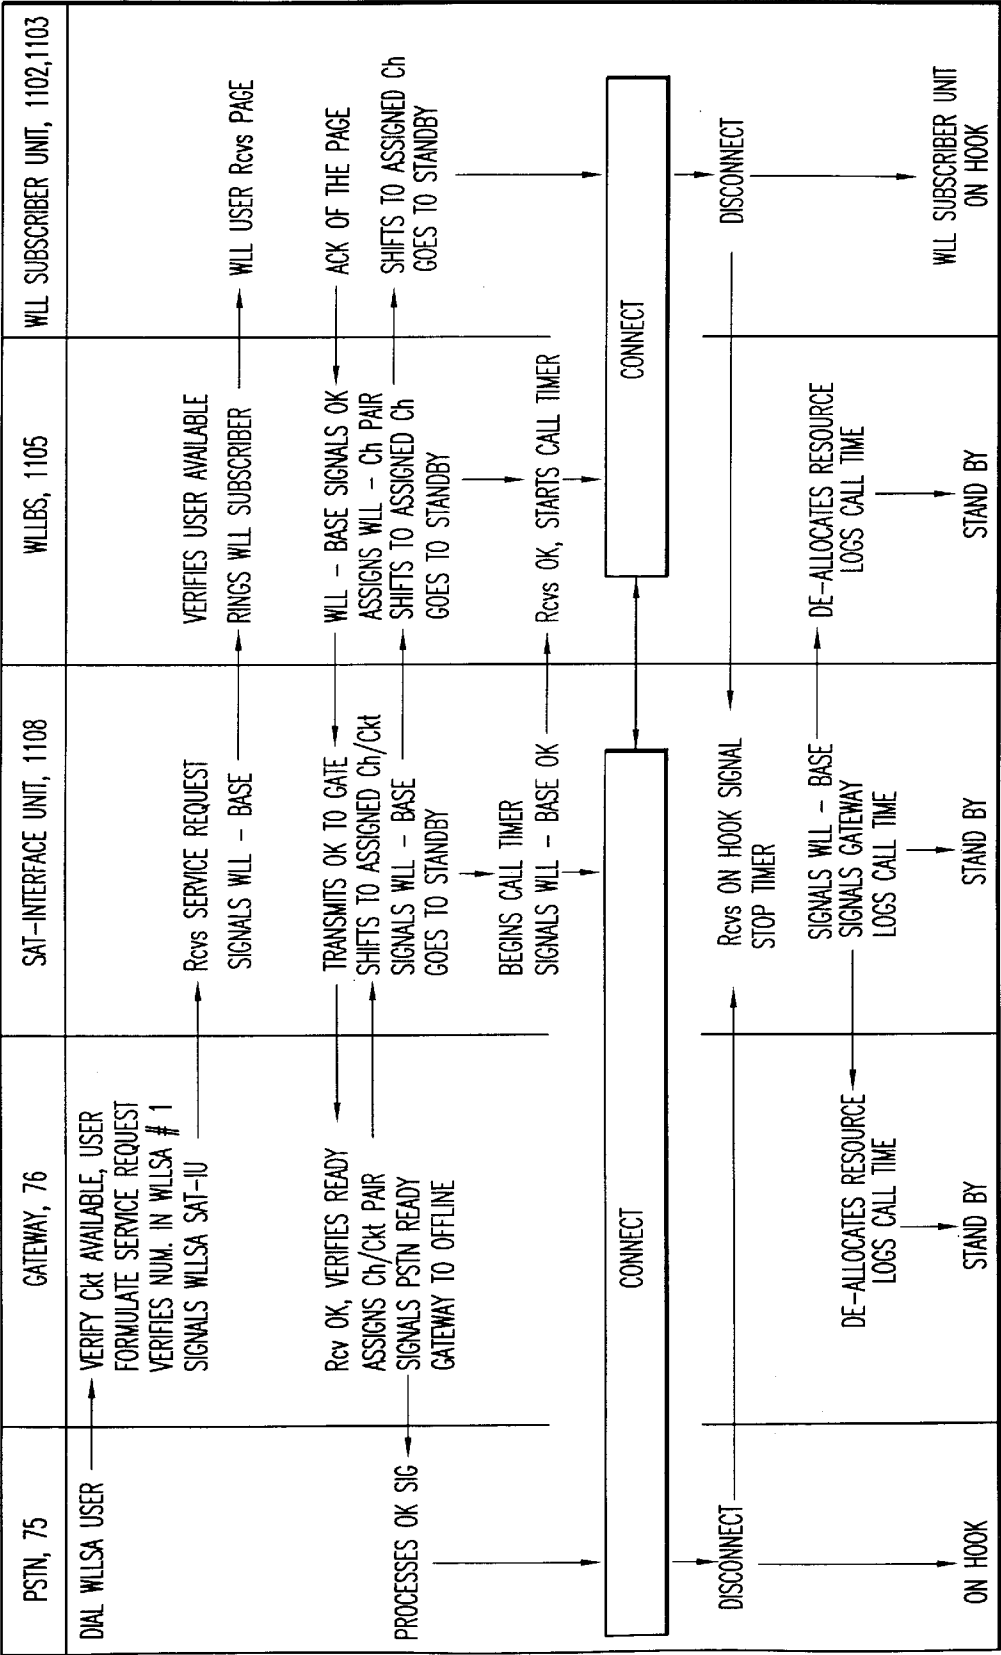 PSTN, 75
GATEWAY, 76
SAT-INTERFACE UNIT, 1108
WLLBS, 1105
WLL SUBSCRIBER UNIT, 1102,1103
DIAL WLLSA USER
VERIFY Ckt AVAILABLE, USER
FORMULATE SERVICE REQUEST
VERIFIES NUM. IN WLLSA # 1
SIGNALS WLLSA SAT-IU
Rcvs SERVICE REQUEST
SIGNALS WLL - BASE
VERIFIES USER AVAILABLE
RINGS WLL SUBSCRIBER
WLL USER Rcvs PAGE
ACK OF THE PAGE
WLL - BASE SIGNALS OK
ASSIGNS WLL - Ch PAIR
SHIFTS TO ASSIGNED Ch
GOES TO STANDBY
SHIFTS TO ASSIGNED Ch
GOES TO STANDBY
TRANSMITS OK TO GATE
SHIFTS TO ASSIGNED Ch/Ckt
SIGNALS WLL - BASE
GOES TO STANDBY
Rcv OK, VERIFIES READY
ASSIGNS Ch/Ckt PAIR
SIGNALS PSTN READY
GATEWAY TO OFFLINE
PROCESSES OK SIG
BEGINS CALL TIMER
SIGNALS WLL - BASE OK
Rcvs OK, STARTS CALL TIMER
CONNECT
CONNECT
DISCONNECT
Rcvs ON HOOK SIGNAL
STOP TIMER
DISCONNECT
SIGNALS WLL - BASE
SIGNALS GATEWAY
LOGS CALL TIME
DE-ALLOCATES RESOURCE
LOGS CALL TIME
DE-ALLOCATES RESOURCE
LOGS CALL TIME
ON HOOK
STAND BY
STAND BY
STAND BY
WLL SUBSCRIBER UNIT
ON HOOK